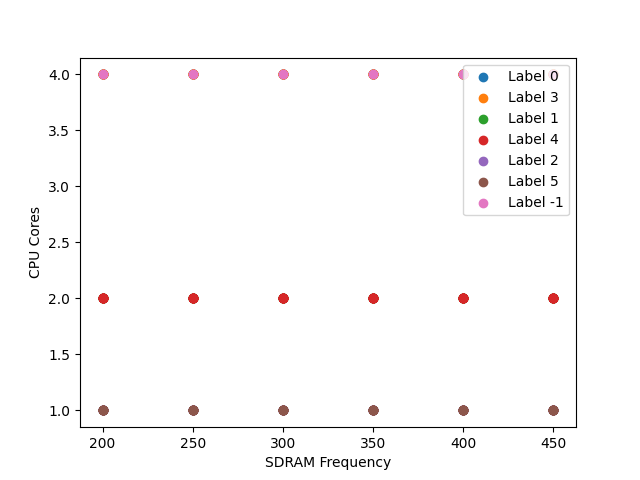 4.0
3.5
3.0
2.5
2.0
1.5
1.0
CPU Cores
200
250
300
350
400
450
SDRAM Frequency
Label 0
Label 3
Label 1
Label 4
Label 2
Label 5
Label -1